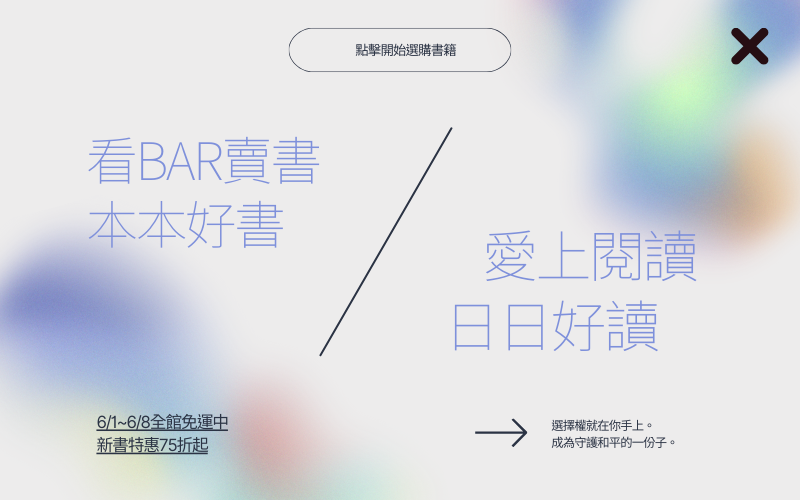 點擊開始選購書籍
看BAR賣書
本本好書
愛上閱讀
日日好讀
6/1~6/8全館免運中
新書特惠75折起
選擇權就在你手上。
成為守護和平的一份子。